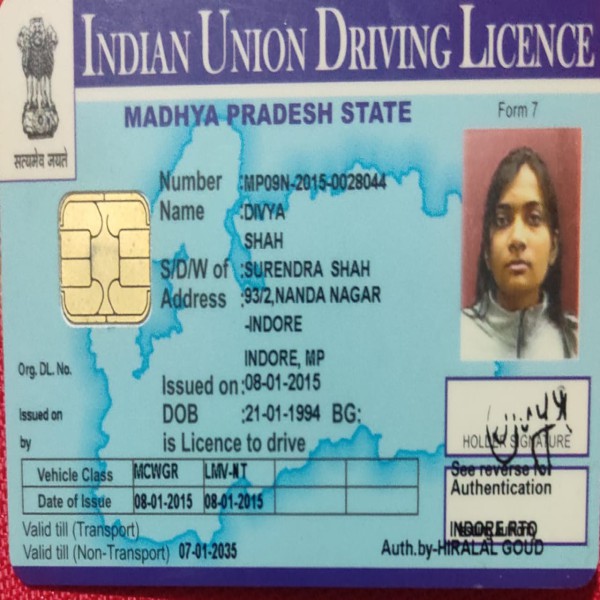 INDIAN UNION DRIVING LICENCE
सत्यमेव जयते
MADHYA PRADESH STATE
Form 7
Number :MP09N-2015-0028044
Name :DIVYA
SHAH
S/D/W of :SURENDRA SHAH
Address :93/2,NANDA NAGAR
-INDORE
INDORE, MP
Org. DL. No.
Issued on:08-01-2015
Issued on
DOB :21-01-1994 BG:
by
is Licence to drive
HOLDER SIGNATURE
See reverse for
Authentication
Vehicle Class MCWGR LMV-NT
Date of Issue 08-01-2015 08-01-2015
Valid till (Transport)
INDORE RTO
Valid till (Non-Transport) 07-01-2035
Auth.by-HIRALAL GOUD